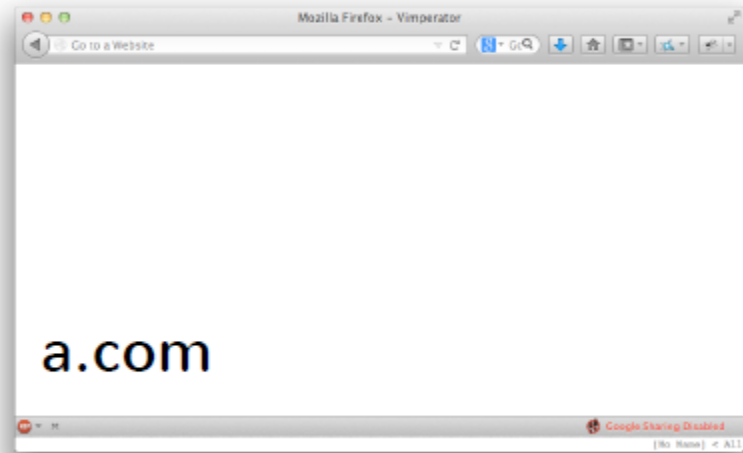 Mozilla Firefox - Vimperator
Go to a Website
a.com
Google Sharing Disabled
[No Name] < All